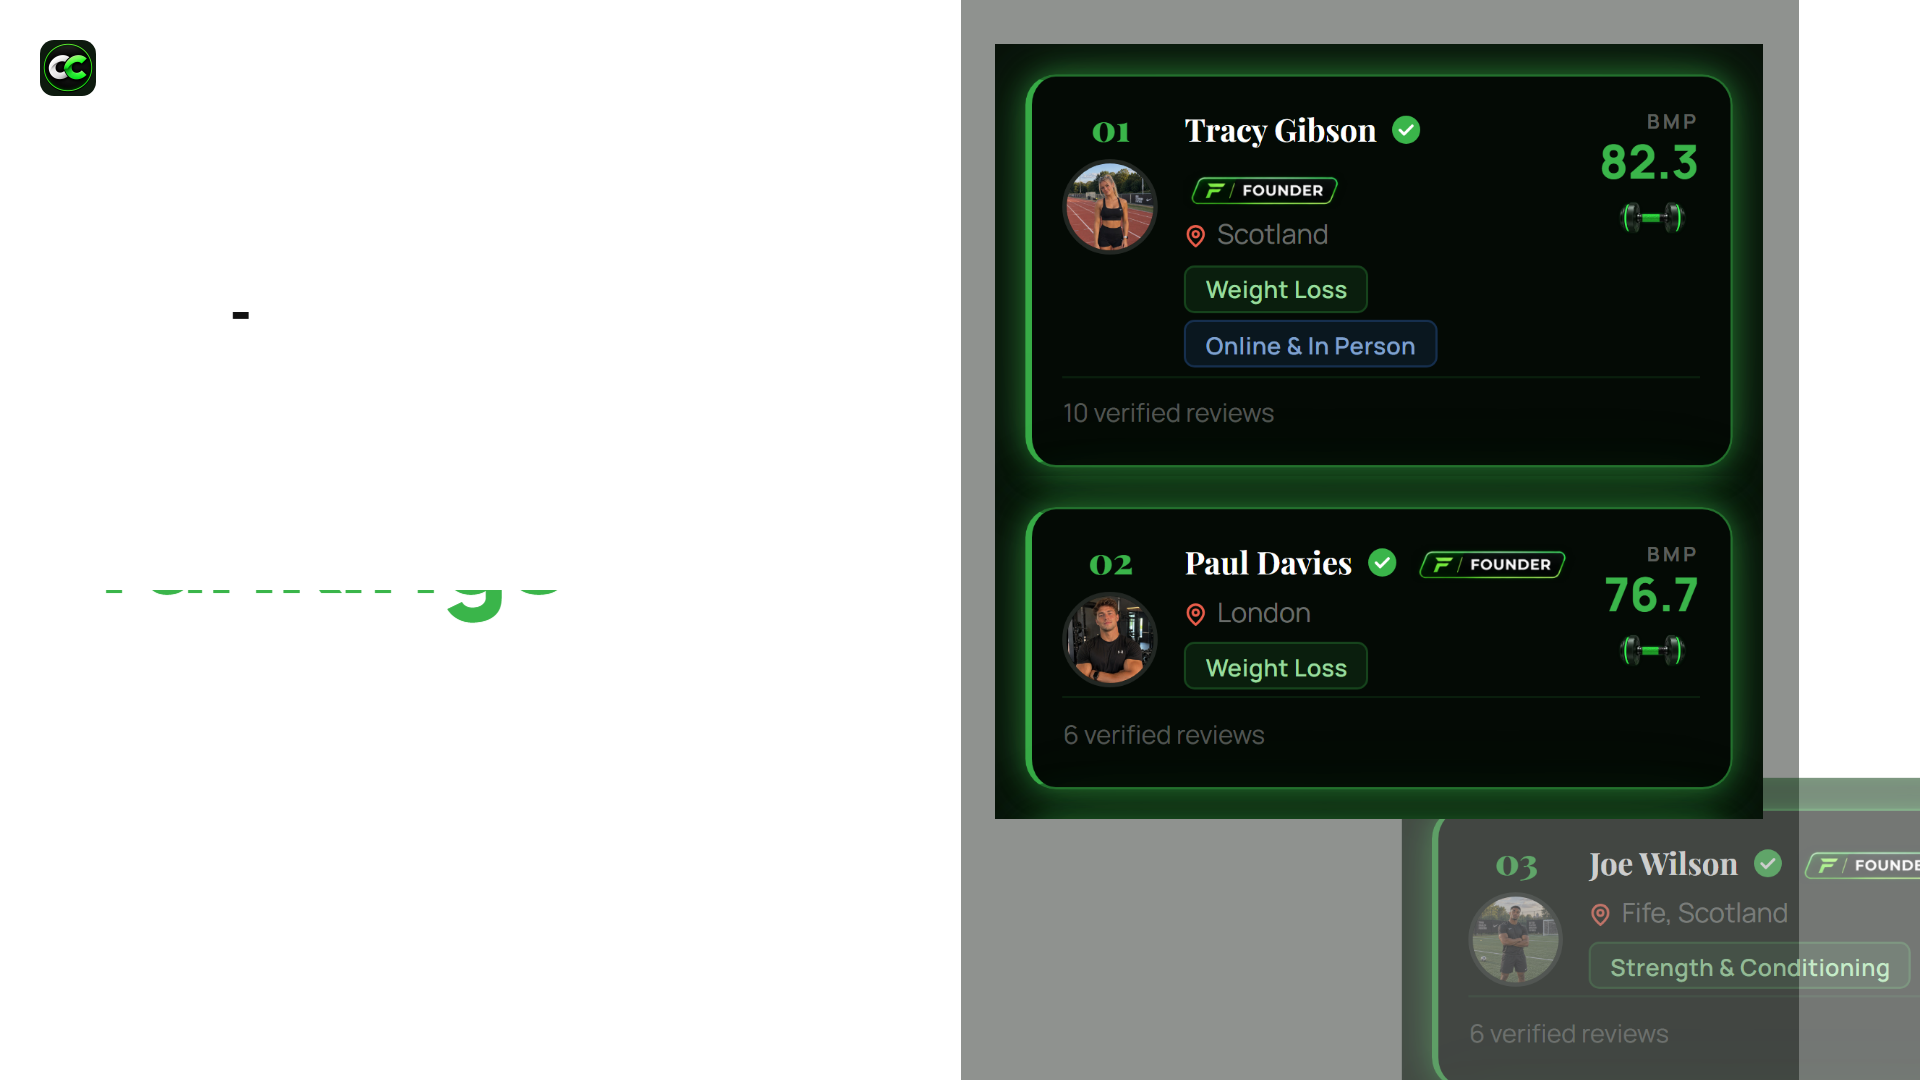 CC
-
01
Tracy Gibson
BMP
82.3
F / FOUNDER
Scotland
Weight Loss
Online & In Person
10 verified reviews
02
Paul Davies
F / FOUNDER
BMP
76.7
London
Weight Loss
6 verified reviews
03
Joe Wilson
F / FOUNDE
Fife, Scotland
Strength & Conditioning
6 verified reviews